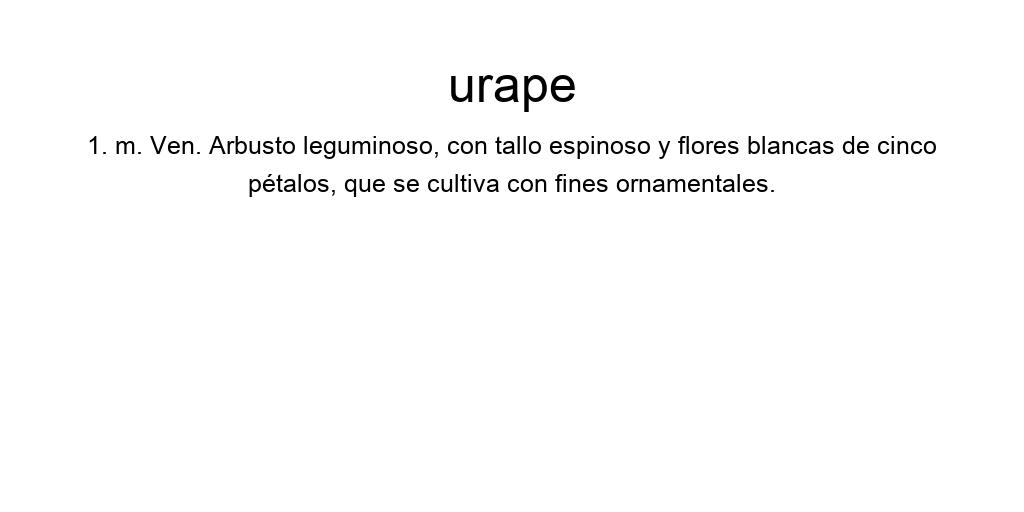 urape
1. m. Ven. Arbusto leguminoso, con tallo espinoso y flores blancas de cinco
pétalos, que se cultiva con fines ornamentales.